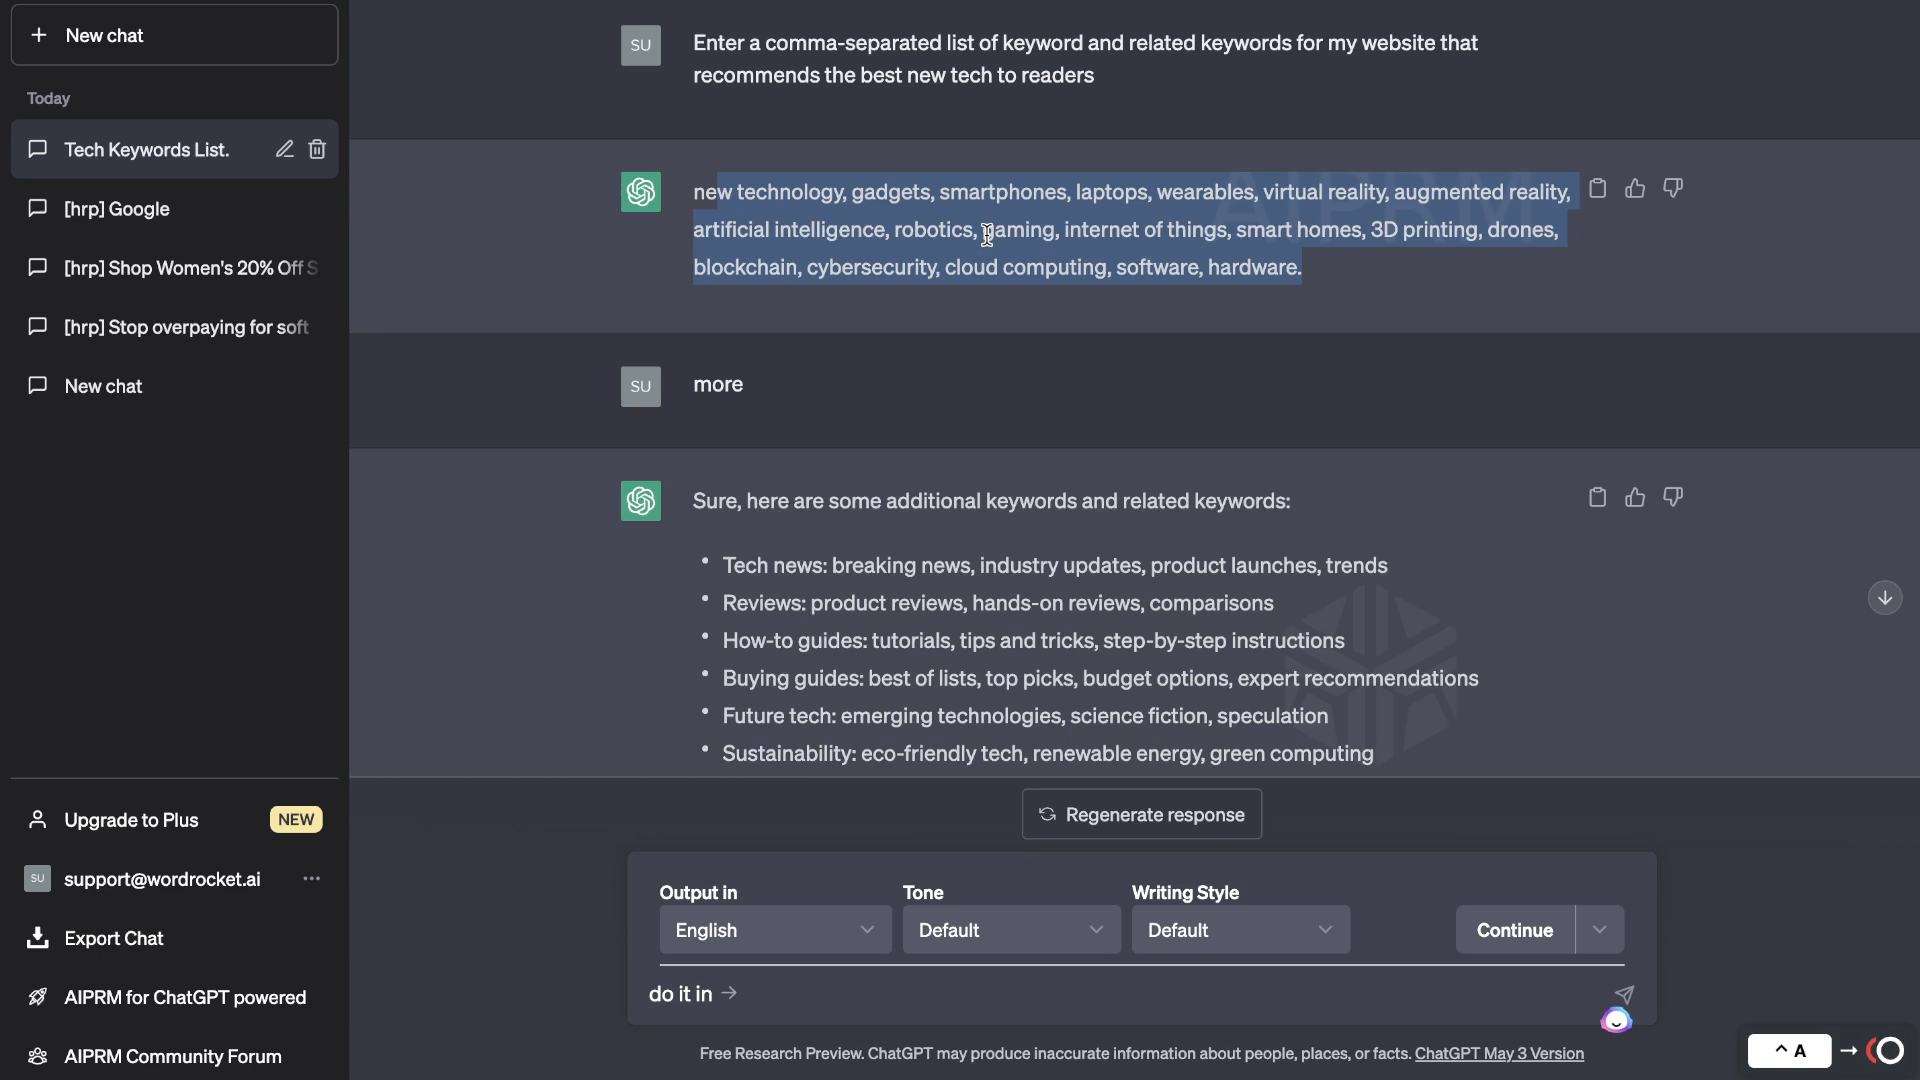 New chat
Today
Tech Keywords List.
[hrp] Google
[hrp] Shop Women's 20% Off S
[hrp] Stop overpaying for soft
New chat
Upgrade to Plus
NEW
SU
support@wordrocket.ai
Export Chat
AIPRM for ChatGPT powered
AIPRM Community Forum
SU
Enter a comma-separated list of keyword and related keywords for my website that
recommends the best new tech to readers
AIPRM
new technology, gadgets, smartphones, laptops, wearables, virtual reality, augmented reality,
artificial intelligence, robotics, gaming, internet of things, smart homes, 3D printing, drones,
blockchain, cybersecurity, cloud computing, software, hardware.
SU
more
Sure, here are some additional keywords and related keywords:
• Tech news: breaking news, industry updates, product launches, trends
• Reviews: product reviews, hands-on reviews, comparisons
• How-to guides: tutorials, tips and tricks, step-by-step instructions
• Buying guides: best of lists, top picks, budget options, expert recommendations
• Future tech: emerging technologies, science fiction, speculation
• Sustainability: eco-friendly tech, renewable energy, green computing
Regenerate response
Output in
Tone
Writing Style
English
Default
Default
Continue
do it in →
Free Research Preview. ChatGPT may produce inaccurate information about people, places, or facts. ChatGPT May 3 Version
^ A →